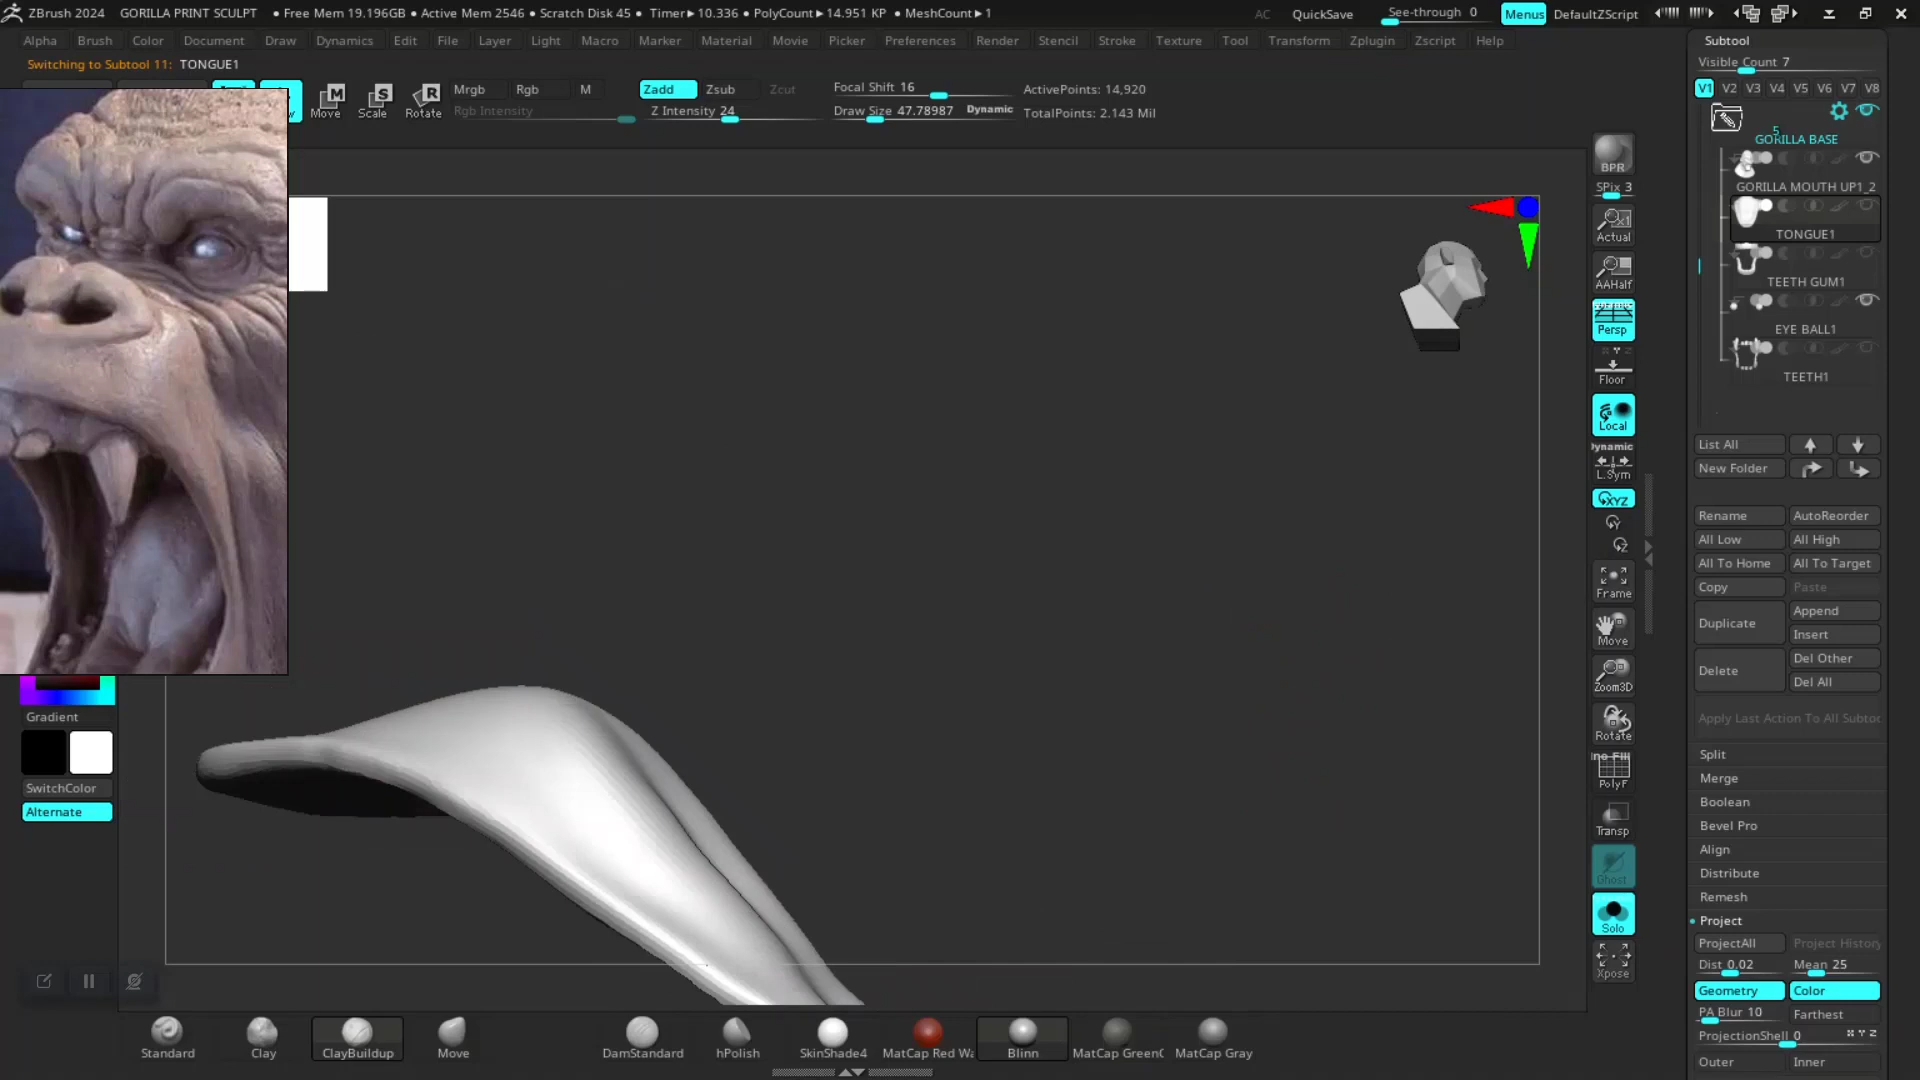 ZBrush 2024 GORILLA PRINT SCULPT • Free Mem 19.196GB • Active Mem 2546 • Scratch Disk 45 • Timer▶10.336 • PolyCount▶14.951 KP • MeshCount▶1 AC QuickSave See-through 0 Menus DefaultZScript
Alpha Brush Color Document Draw Dynamics Edit File Layer Light Macro Marker Material Movie Picker Preferences Render Stencil Stroke Texture Tool Transform Zplugin Zscript Help
Switching to Subtool 11: TONGUE1
Move Scale Rotate
Mrgb Rgb M
Rgb Intensity
Zadd Zsub Zcut
Z Intensity 24
Focal Shift 16
Draw Size 47.78987 Dynamic
ActivePoints: 14,920
TotalPoints: 2.143 Mil
BPR
SPix 3
Actual
AAHalf
Persp
Floor
Local
Dynamic
L.Sym
XYZ
Y
Z
Frame
Move
Zoom3D
Rotate
PolyF
Transp
Ghost
Solo
Xpose
Subtool
Visible Count 7
V1 V2 V3 V4 V5 V6 V7 V8
5
GORILLA BASE
GORILLA MOUTH UP1_2
TONGUE1
TEETH GUM1
EYE BALL1
TEETH1
List All
New Folder
Rename AutoReorder
All Low All High
All To Home All To Target
Copy Paste
Duplicate Append
Insert
Delete Del Other
Del All
Apply Last Action To All Subtoo
Split
Merge
Boolean
Bevel Pro
Align
Distribute
Remesh
• Project
ProjectAll Project History
Dist 0.02 Mean 25
Geometry Color
PA Blur 10 Farthest
ProjectionShell 0 X Y Z
Outer Inner
Gradient
SwitchColor
Alternate
Standard Clay ClayBuildup Move DamStandard hPolish SkinShade4 MatCap Red Wa Blinn MatCap GreenC MatCap Gray